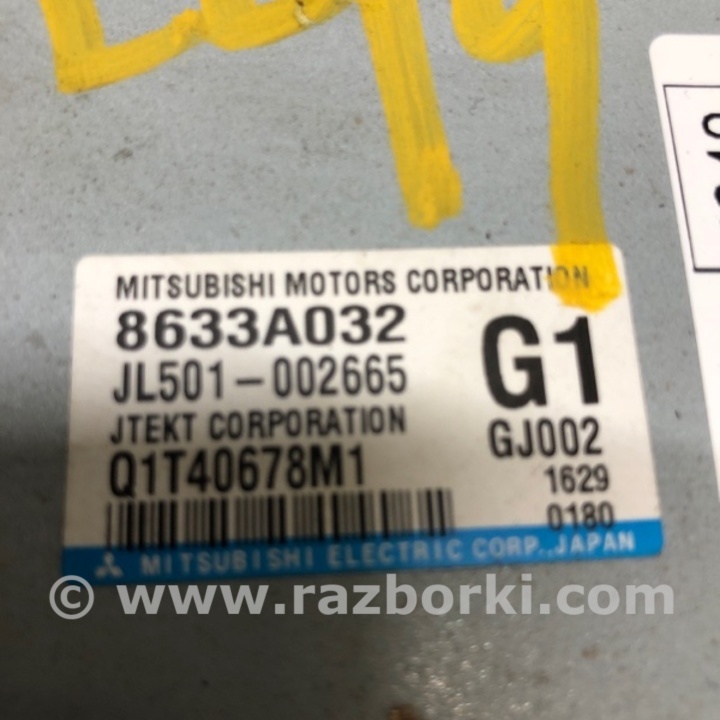 MITSUBISHI MOTORS CORPORATION
8633A032
G1
JL501-002665
JTEKT CORPORATION
GJ002
Q1T40678M1
1629
0180
MITSUBISHI ELECTRIC CORP., JAPAN
© www.razborki.com